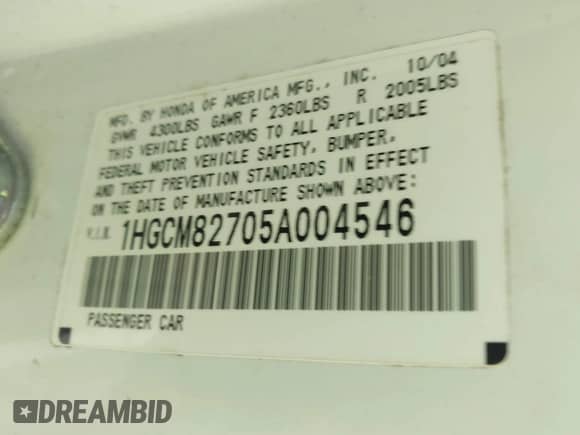 MFG. BY HONDA OF AMERICA MFG., INC. 10/04
GVWR 4300LBS GAWR F 2360LBS R 2005LBS
THIS VEHICLE CONFORMS TO ALL APPLICABLE
FEDERAL MOTOR VEHICLE SAFETY, BUMPER,
AND THEFT PREVENTION STANDARDS IN EFFECT
ON THE DATE OF MANUFACTURE SHOWN ABOVE:
V.I.N. 1HGCM82705A004546
PASSENGER CAR
DREAMBID